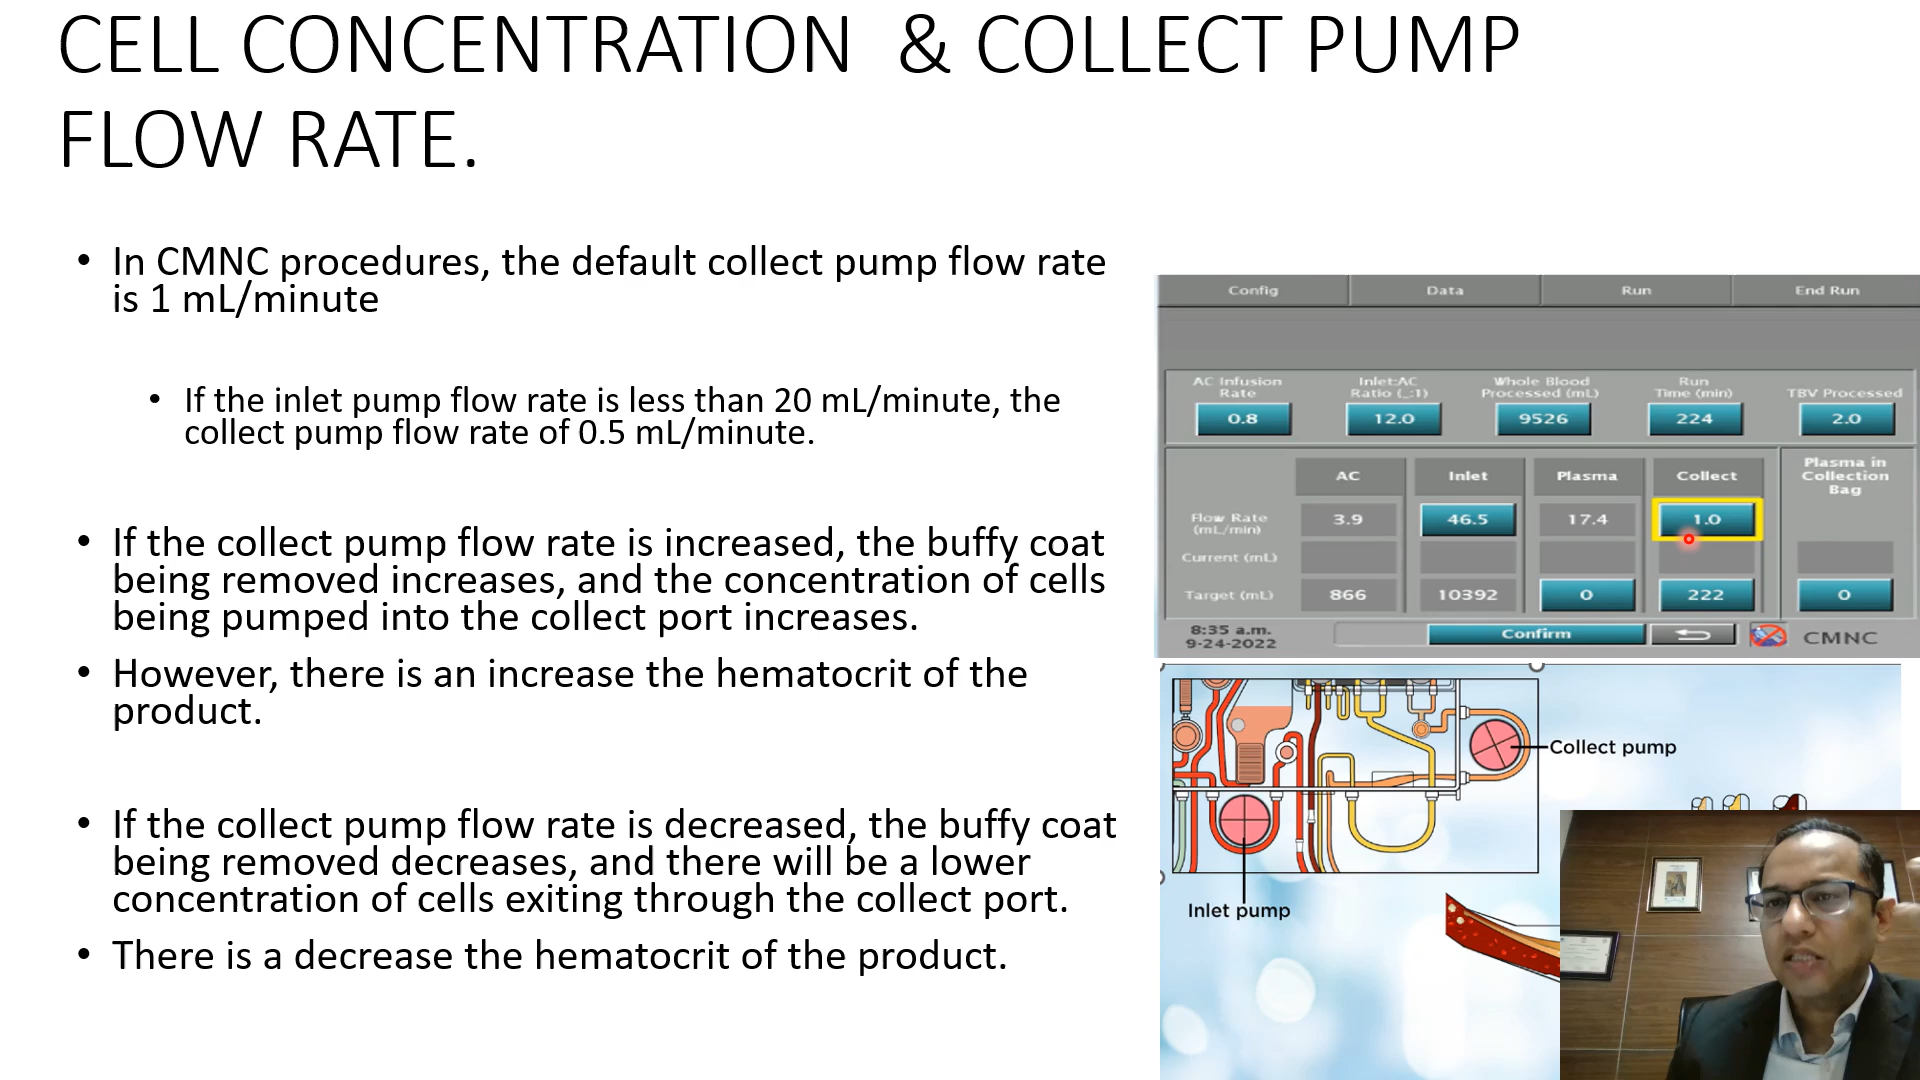 CELL CONCENTRATION & COLLECT PUMP
FLOW RATE.
• In CMNC procedures, the default collect pump flow rate
is 1 mL/minute
• If the inlet pump flow rate is less than 20 mL/minute, the
collect pump flow rate of 0.5 mL/minute.
• If the collect pump flow rate is increased, the buffy coat
being removed increases, and the concentration of cells
being pumped into the collect port increases.
• However, there is an increase the hematocrit of the
product.
• If the collect pump flow rate is decreased, the buffy coat
being removed decreases, and there will be a lower
concentration of cells exiting through the collect port.
• There is a decrease the hematocrit of the product.
Config Data Run End Run
AC Infusion Rate
Inlet:AC Ratio (_:1)
Whole Blood Processed (mL)
Run Time (min)
TBV Processed
0.8 12.0 9526 224 2.0
AC Inlet Plasma Collect
Plasma in
Collection
Bag
Flow Rate
(mL/min)
3.9 46.5 17.4 1.0
Current (mL)
Target (mL) 866 10392 0 222 0
8:35 a.m.
9-24-2022
Confirm
CMNC
Collect pump
Inlet pump